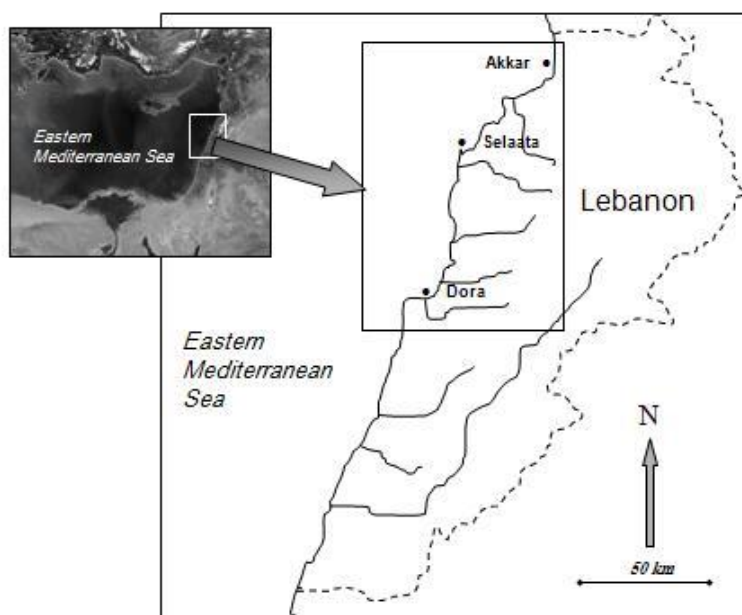 Eastern
Mediterranean Sea
Akkar
Selaata
Lebanon
Dora
Eastern
Mediterranean
Sea
N
50 km